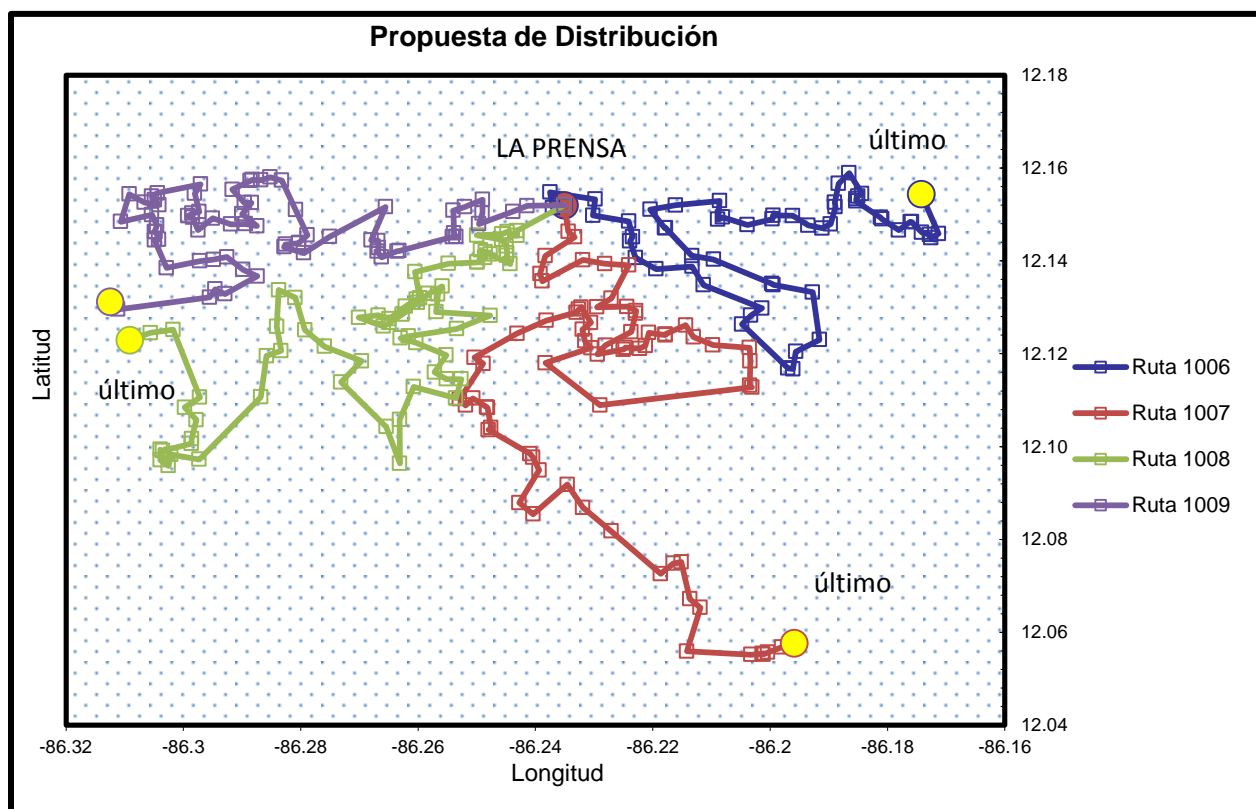 Propuesta de Distribución
12.18
12.16
12.14
12.12
12.10
12.08
12.06
12.04
Latitud
LA PRENSA
último
último
último
Ruta 1006
Ruta 1007
Ruta 1008
Ruta 1009
-86.32
-86.3
-86.28
-86.26
-86.24
-86.22
-86.2
-86.18
-86.16
Longitud